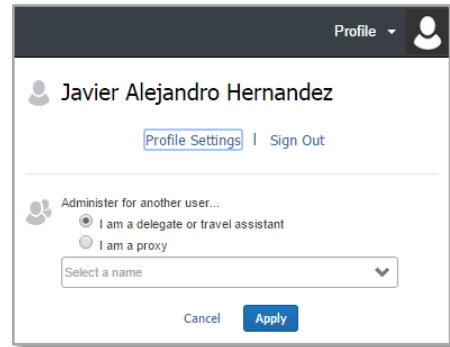 Profile
Javier Alejandro Hernandez
Profile Settings | Sign Out
Administer for another user...
I am a delegate or travel assistant
I am a proxy
Select a name
Cancel Apply